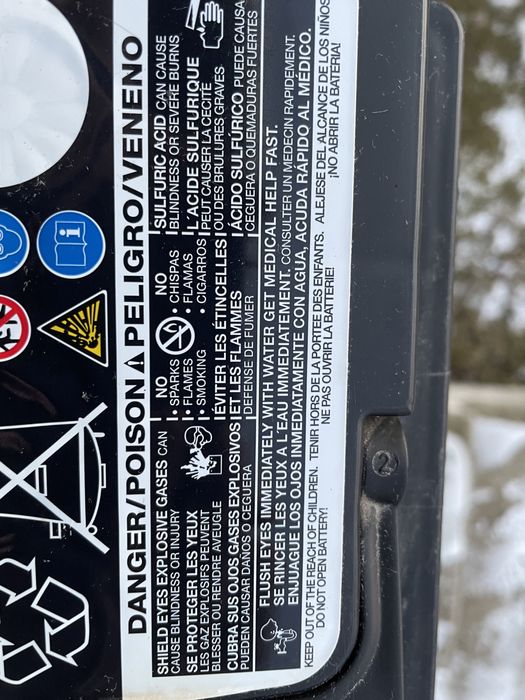 DANGER/POISON PELIGRO/VENENO
SHIELD EYES EXPLOSIVE GASES CAN
CAUSE BLINDNESS OR INJURY
SE PROTEGER LES YEUX
LES GAZ EXPLOSIFS PEUVENT
BLESSER OU RENDRE AVEUGLE
CUBRA SUS OJOS GASES EXPLOSIVOS
PUEDEN CAUSAR DAÑOS O CEGUERA
NO
• SPARKS
• FLAMES
• SMOKING
NO
• CHISPAS
• FLAMAS
• CIGARROS
ÉVITER LES ÉTINCELLES
ET LES FLAMMES
DÉFENSE DE FUMER
SULFURIC ACID CAN CAUSE
BLINDNESS OR SEVERE BURNS
L'ACIDE SULFURIQUE
PEUT CAUSER LA CÉCITÉ
OU DES BRULURES GRAVES
ÁCIDO SULFÚRICO PUEDE CAUSA
CEGUERA O QUEMADURAS FUERTES
FLUSH EYES IMMEDIATELY WITH WATER GET MEDICAL HELP FAST.
SE RINCER LES YEUX A L'EAU IMMEDIATEMENT. CONSULTER UN MEDECIN RAPIDEMENT.
ENJUAGUE LOS OJOS INMEDIATAMENTE CON AGUA, ACUDA RÁPIDO AL MÉDICO.
KEEP OUT OF THE REACH OF CHILDREN. TENIR HORS DE LA PORTEE DES ENFANTS. ALEJESE DEL ALCANCE DE LOS NIÑOS
DO NOT OPEN BATTERY! NE PAS OUVRIR LA BATTERIE! ¡NO ABRIR LA BATERIA!
2